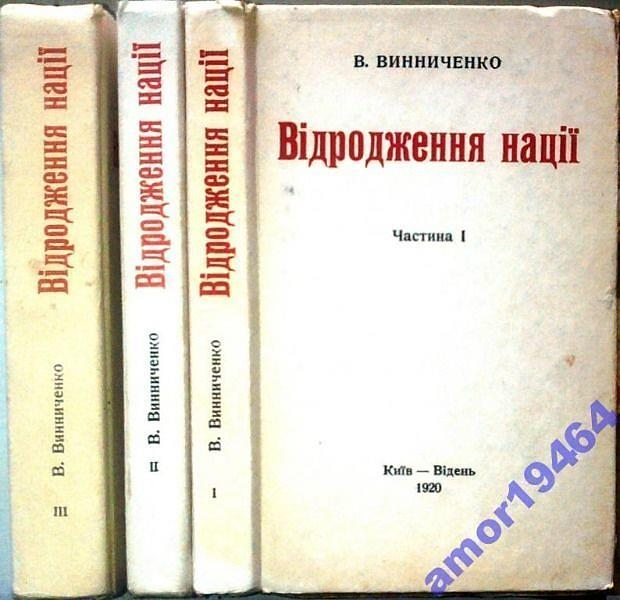 Відродження нації
В. Винниченко
III
Відродження нації
В. Винниченко
II
Відродження нації
В. Винниченко
I
В. ВИННИЧЕНКО
Відродження нації
Частина I
Київ — Відень
1920
amor19464